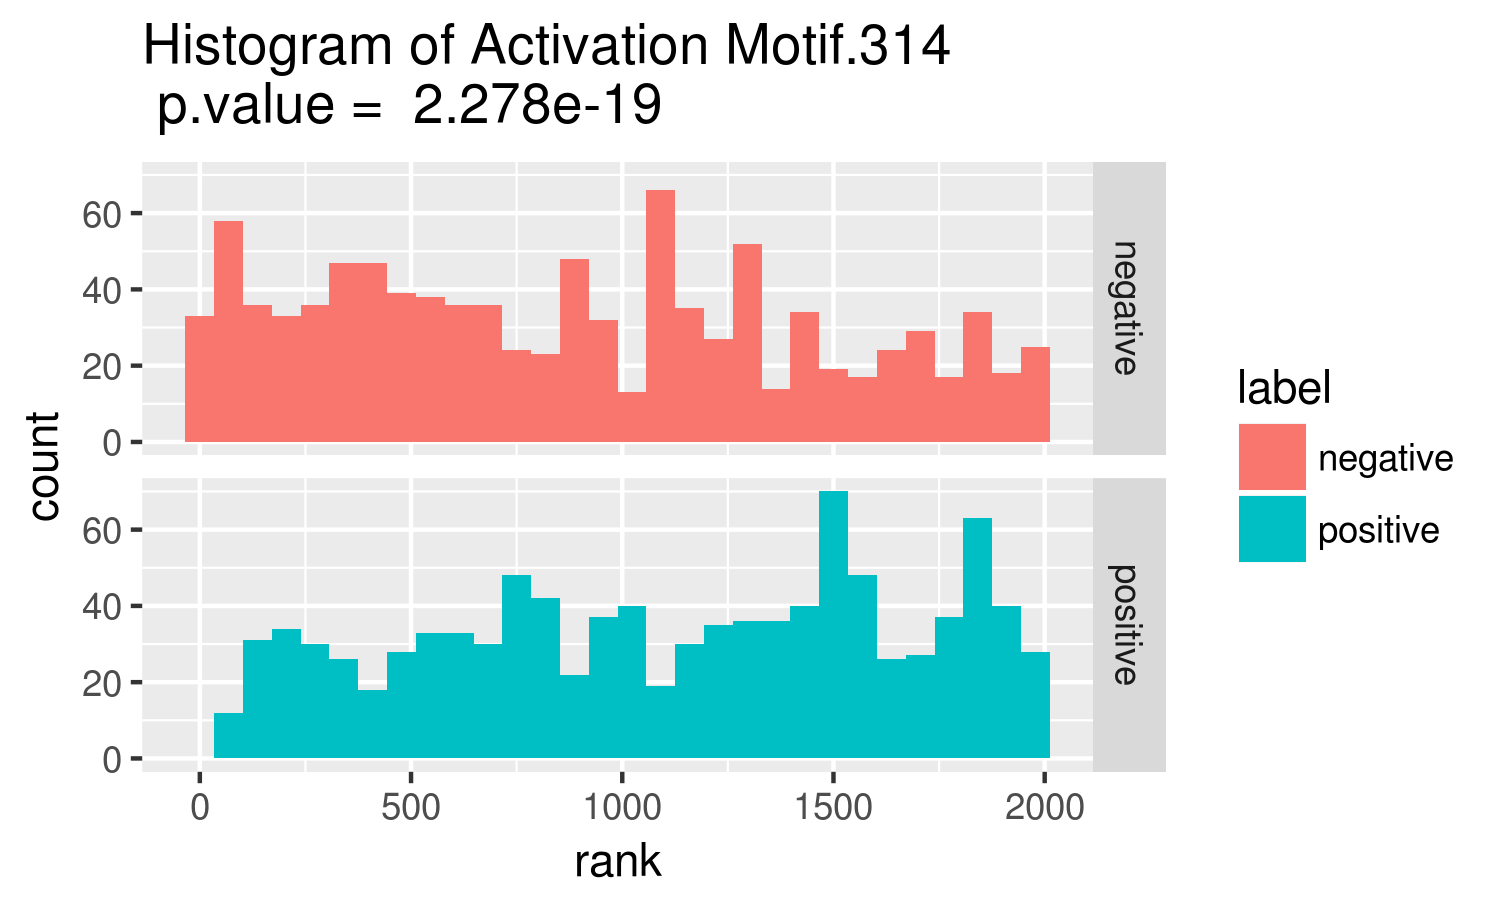 Histogram of Activation Motif.314
p.value = 2.278e-19
60
40
20
0
negative
60
40
20
0
positive
count
0 500 1000 1500 2000
rank
label
negative
positive